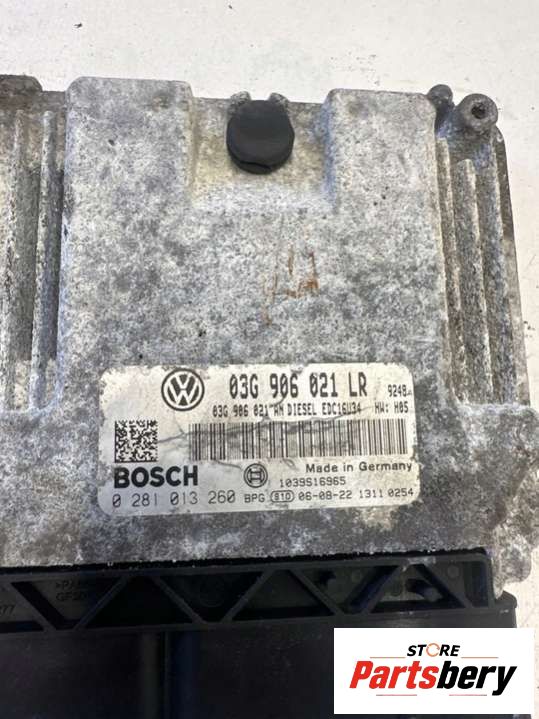 03G 906 021 LR 9248
03G 906 021 AN DIESEL EDC16U34 HW: H05
BOSCH Made in Germany
1039S16965
0 281 013 260 BPG S10 06-08-22 1311 0254
STORE
Partsbery